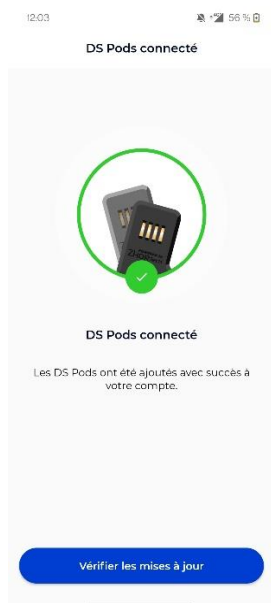 12:03
56 %
DS Pods connecté
DS Pods connecté
Les DS Pods ont été ajoutés avec succès à
votre compte.
Vérifier les mises à jour